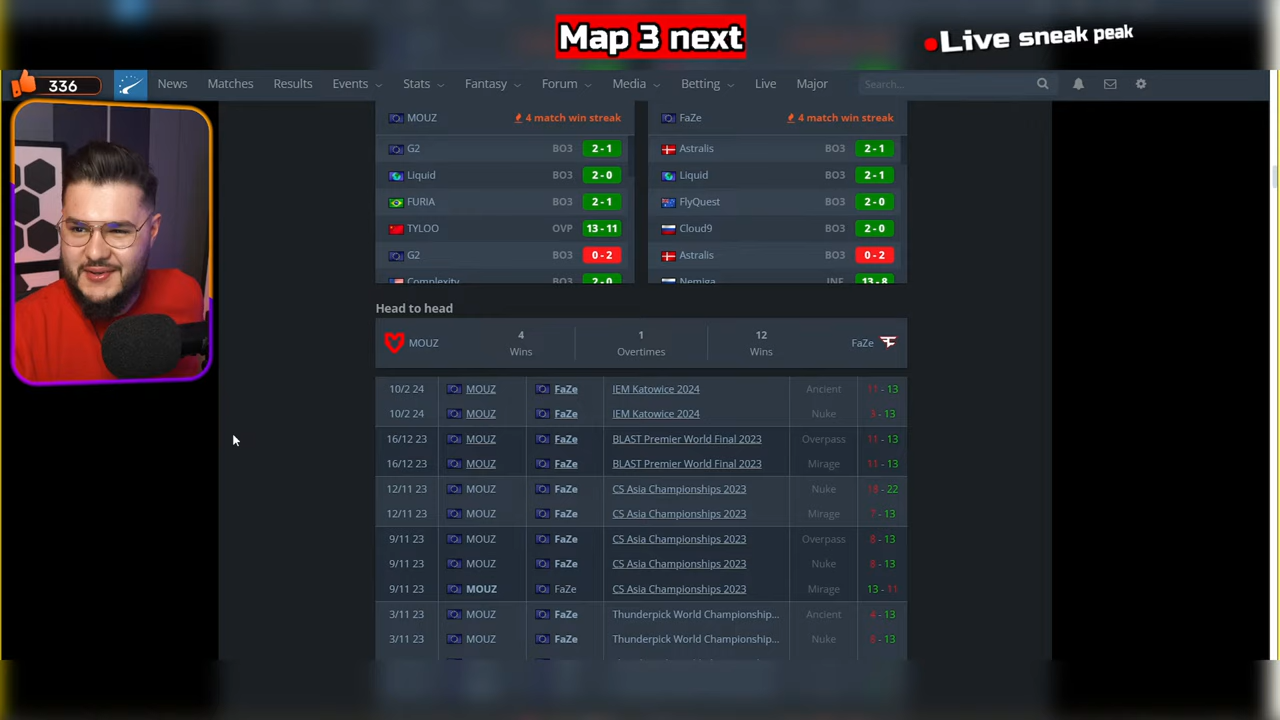 Map 3 next
Live sneak peak
336
News Matches Results Events Stats Fantasy Forum Media Betting Live Major Search...
MOUZ 4 match win streak
G2 BO3 2 - 1
Liquid BO3 2 - 0
FURIA BO3 2 - 1
TYLOO OVP 13 - 11
G2 BO3 0 - 2
Complexity BO3 2 - 0
FaZe 4 match win streak
Astralis BO3 2 - 1
Liquid BO3 2 - 1
FlyQuest BO3 2 - 0
Cloud9 BO3 2 - 0
Astralis BO3 0 - 2
Nemiga INF 13 - 8
Head to head
MOUZ 4 1 12 FaZe
Wins Overtimes Wins
10/2 24 MOUZ FaZe IEM Katowice 2024 Ancient 11 - 13
10/2 24 MOUZ FaZe IEM Katowice 2024 Nuke 3 - 13
16/12 23 MOUZ FaZe BLAST Premier World Final 2023 Overpass 11 - 13
16/12 23 MOUZ FaZe BLAST Premier World Final 2023 Mirage 11 - 13
12/11 23 MOUZ FaZe CS Asia Championships 2023 Nuke 18 - 22
12/11 23 MOUZ FaZe CS Asia Championships 2023 Mirage 7 - 13
9/11 23 MOUZ FaZe CS Asia Championships 2023 Overpass 8 - 13
9/11 23 MOUZ FaZe CS Asia Championships 2023 Nuke 8 - 13
9/11 23 MOUZ FaZe CS Asia Championships 2023 Mirage 13 - 11
3/11 23 MOUZ FaZe Thunderpick World Championship... Ancient 4 - 13
3/11 23 MOUZ FaZe Thunderpick World Championship... Nuke 8 - 13